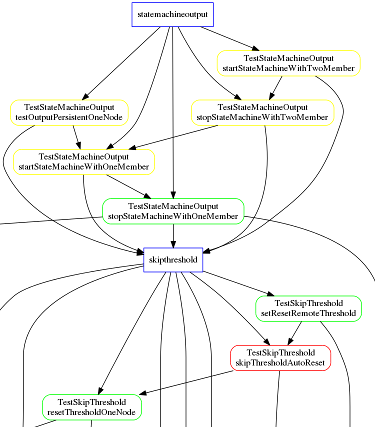 statemachineoutput
TestStateMachineOutput
startStateMachineWithTwoMember
TestStateMachineOutput
testOutputPersistentOneNode
TestStateMachineOutput
stopStateMachineWithTwoMember
TestStateMachineOutput
startStateMachineWithOneMember
TestStateMachineOutput
stopStateMachineWithOneMember
skipthreshold
TestSkipThreshold
setResetRemoteThreshold
TestSkipThreshold
skipThresholdAutoReset
TestSkipThreshold
resetThresholdOneNode